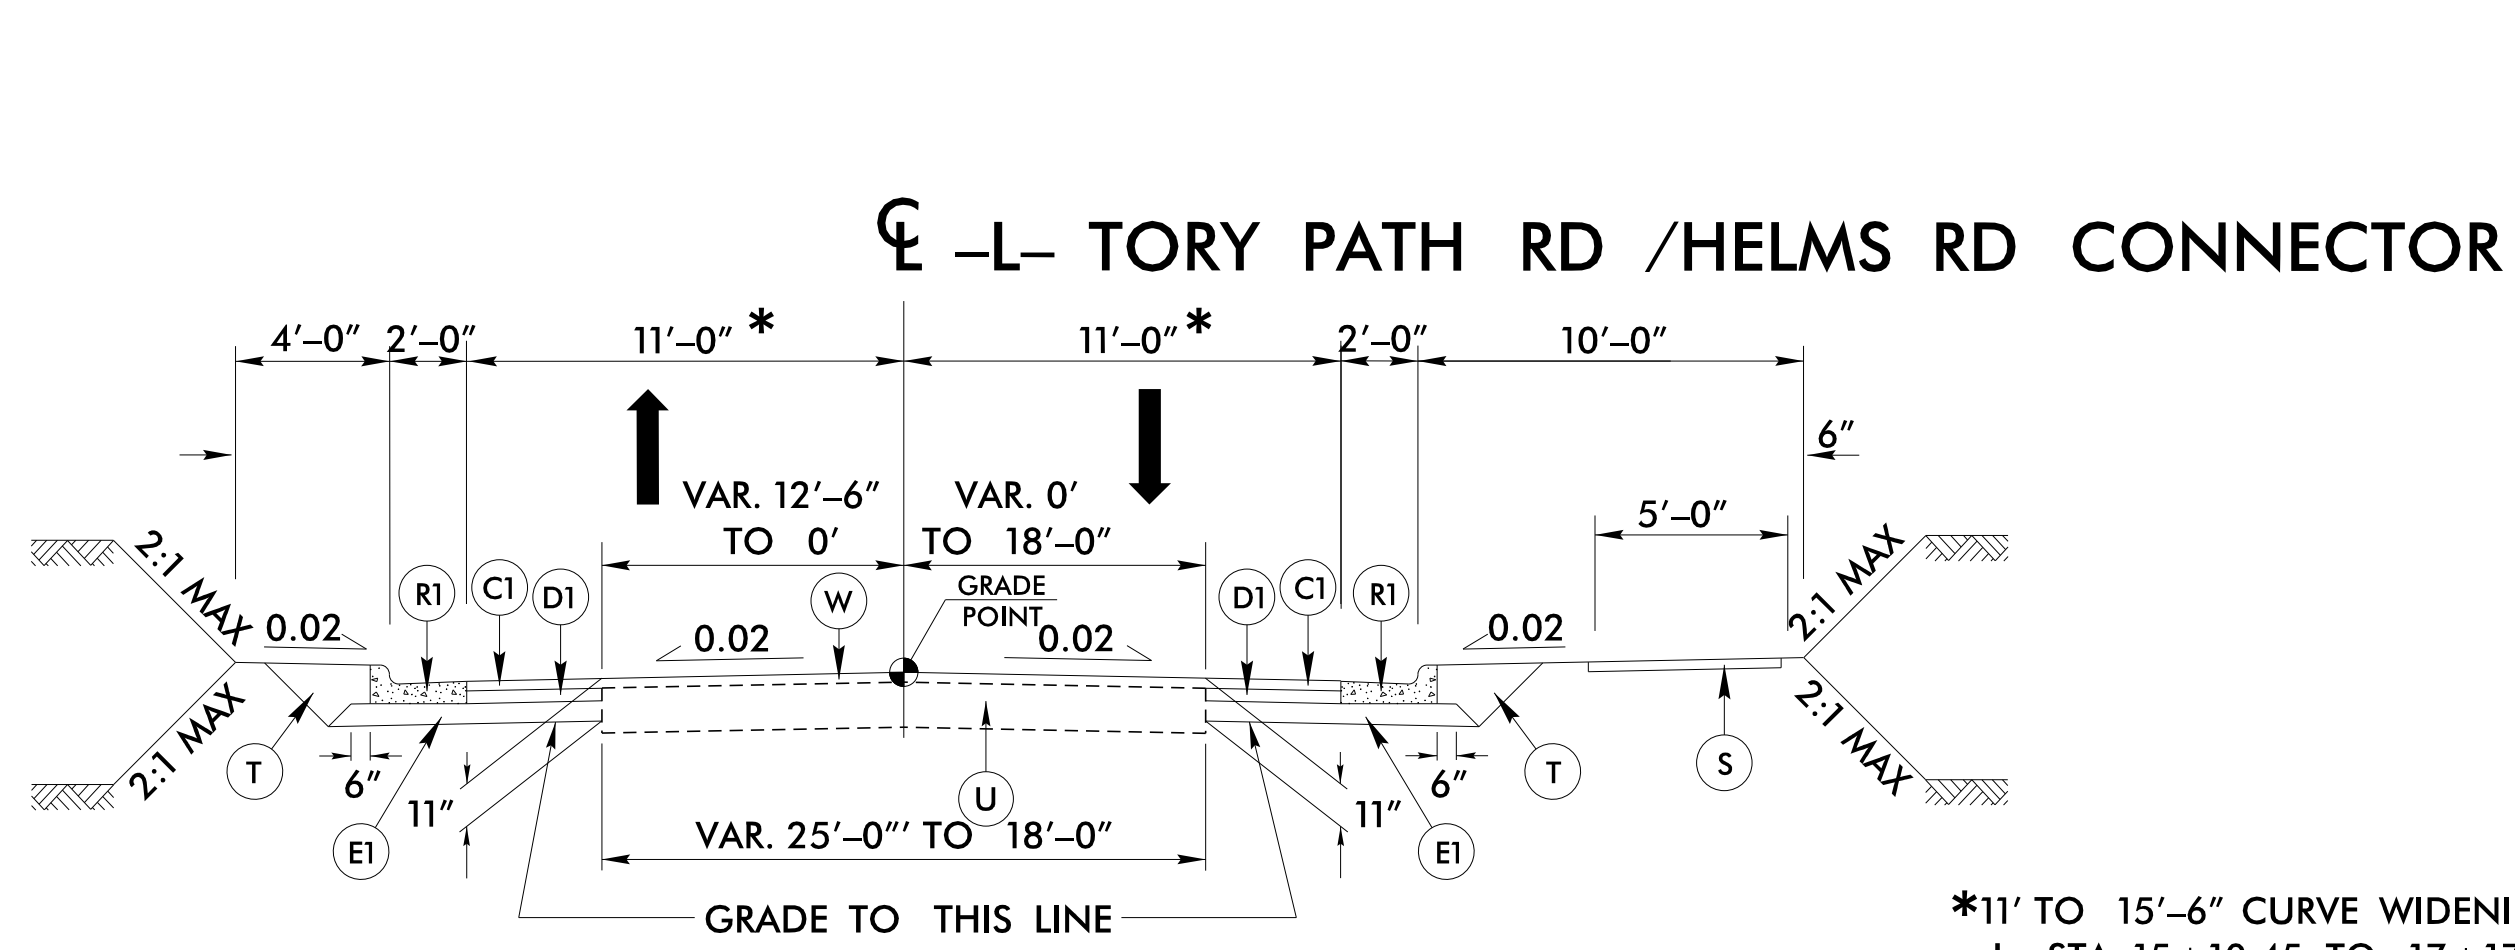 ℄ –L– TORY PATH RD /HELMS RD CONNECTOR
4'–0" 2'–0" 11'–0" * 11'–0" * 2'–0 10'–0"
6"
VAR. 12'–6" VAR. 0'
TO 0' TO 18'–0"
5'–0"
2:1 MAX 2:1 MAX
R1 C1 D1 W GRADE D1 C1 R1
POINT
0.02 0.02 0.02 0.02
2:1 MAX 2:1 MAX
T T S
6" 6"
11" U 11"
VAR. 25'–0"' TO 18'–0"
E1 E1
GRADE TO THIS LINE
*11' TO 15'–6" CURVE WIDENI